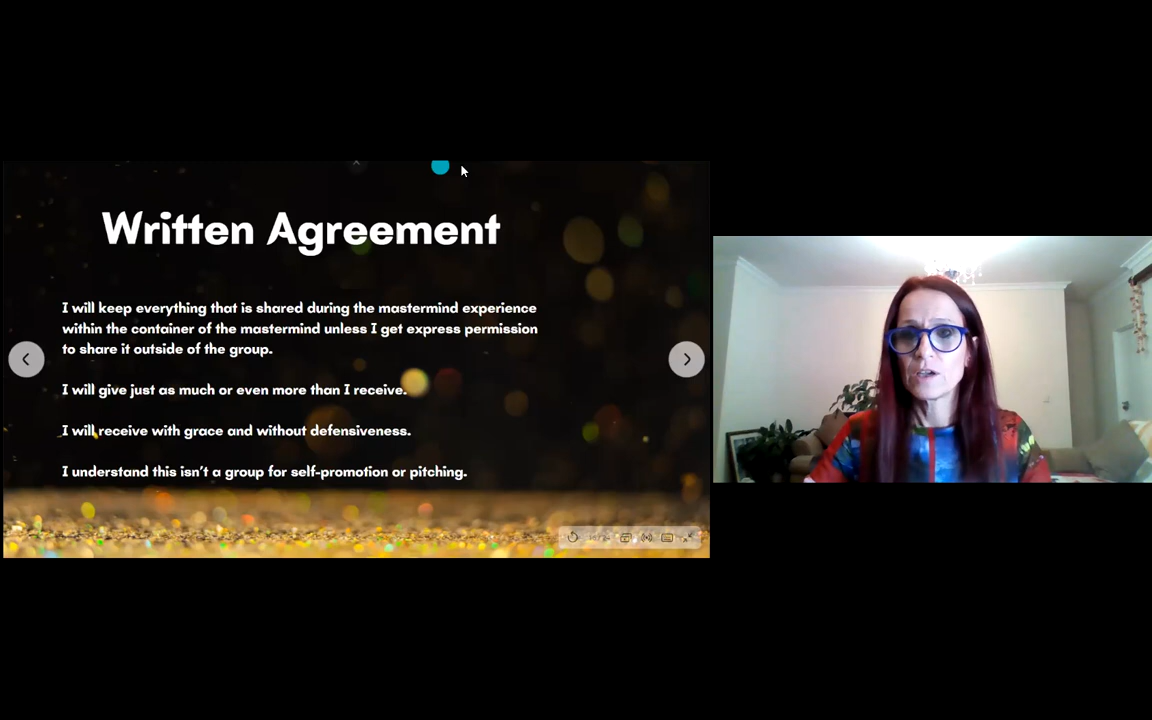 Written Agreement
I will keep everything that is shared during the mastermind experience
within the container of the mastermind unless I get express permission
to share it outside of the group.
I will give just as much or even more than I receive.
I will receive with grace and without defensiveness.
I understand this isn't a group for self-promotion or pitching.